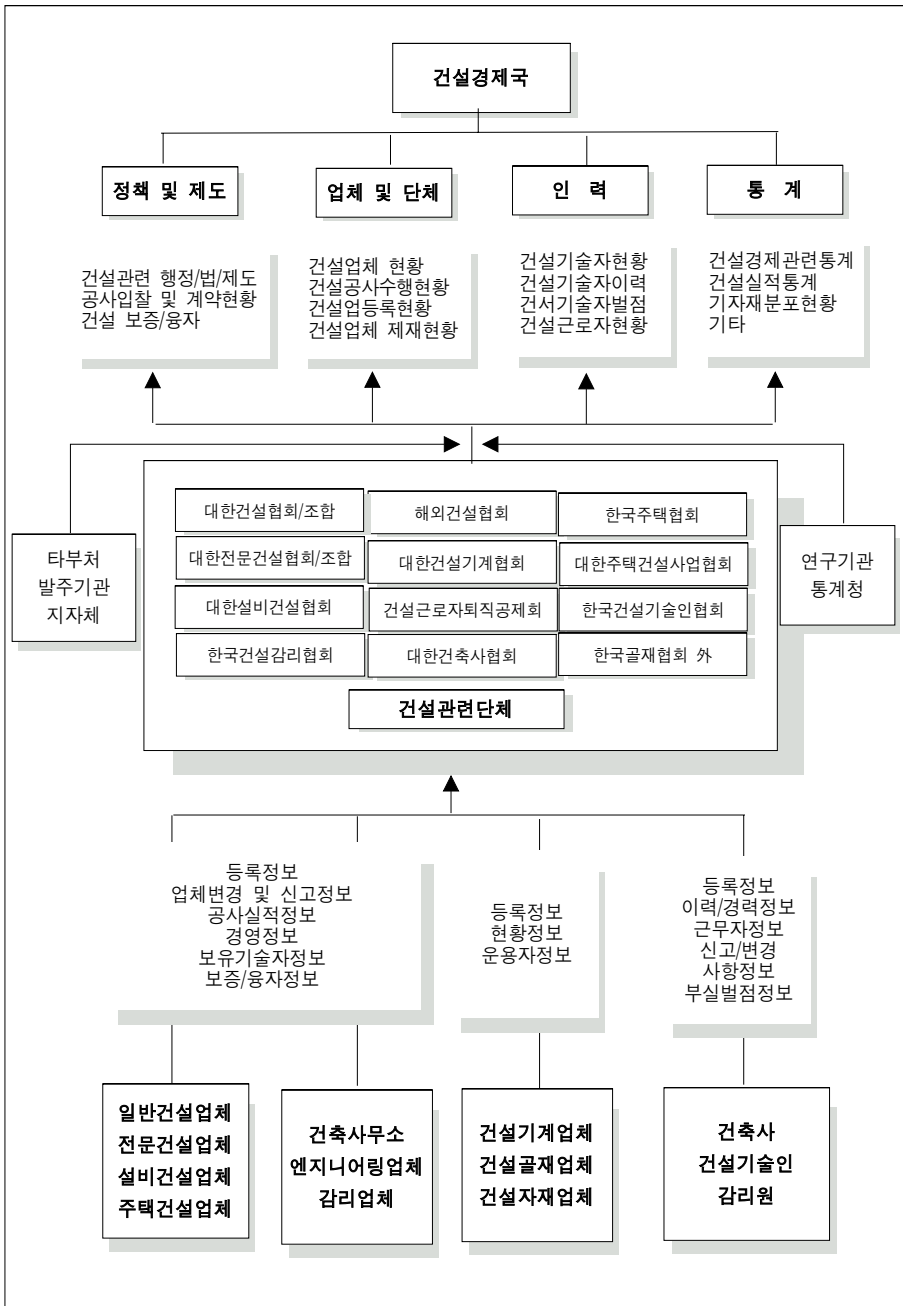 건설경제국
정책 및 제도
업체 및 단체
인 력
통 계
건설관련 행정/법/제도
공사입찰 및 계약현황
건설 보증/융자
건설업체 현황
건설공사수행현황
건설업등록현황
건설업체 제재현황
건설기술자현황
건설기술자이력
건서기술자벌점
건설근로자현황
건설경제관련통계
건설실적통계
기자재분포현황
기타
타부처
발주기관
지자체
대한건설협회/조합
해외건설협회
한국주택협회
대한전문건설협회/조합
대한건설기계협회
대한주택건설사업협회
대한설비건설협회
건설근로자퇴직공제회
한국건설기술인협회
한국건설감리협회
대한건축사협회
한국골재협회 外
건설관련단체
연구기관
통계청
등록정보
업체변경 및 신고정보
공사실적정보
경영정보
보유기술자정보
보증/융자정보
등록정보
현황정보
운용자정보
등록정보
이력/경력정보
근무자정보
신고/변경
사항정보
부실벌점정보
일반건설업체
전문건설업체
설비건설업체
주택건설업체
건축사무소
엔지니어링업체
감리업체
건설기계업체
건설골재업체
건설자재업체
건축사
건설기술인
감리원